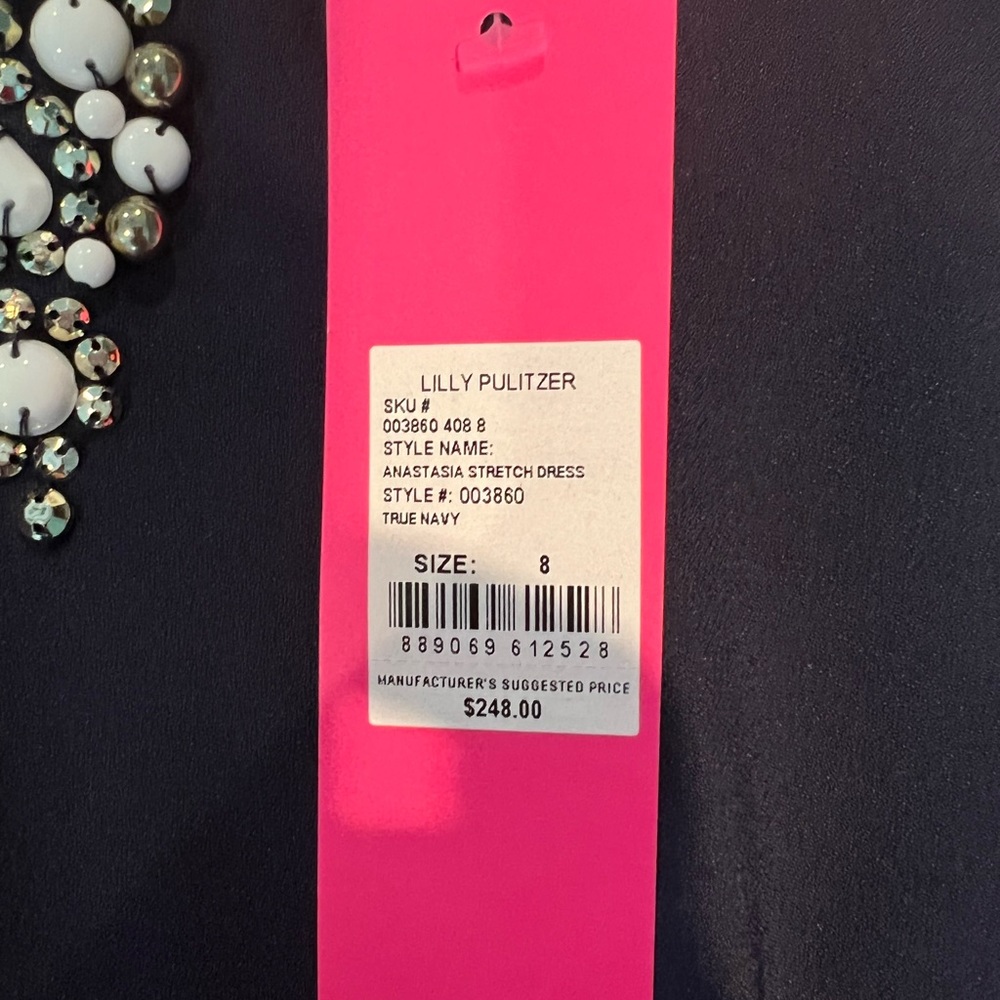 LILLY PULITZER
SKU #
003860 408 8
STYLE NAME:
ANASTASIA STRETCH DRESS
STYLE #: 003860
TRUE NAVY
SIZE: 8
889069 612528
MANUFACTURER'S SUGGESTED PRICE
$248.00